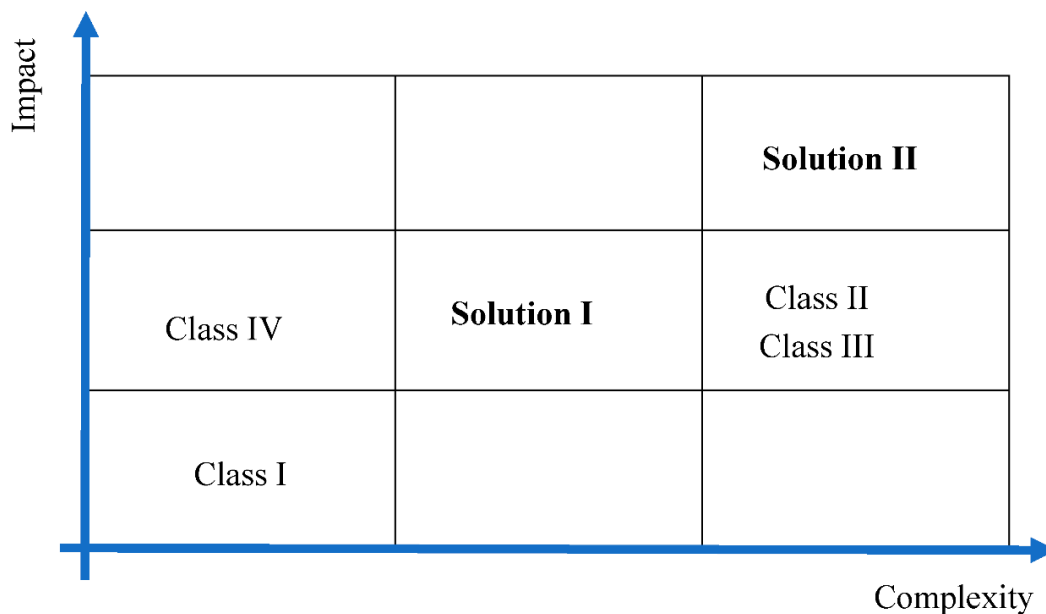 Impact
Solution II
Class IV
Solution I
Class II
Class III
Class I
Complexity